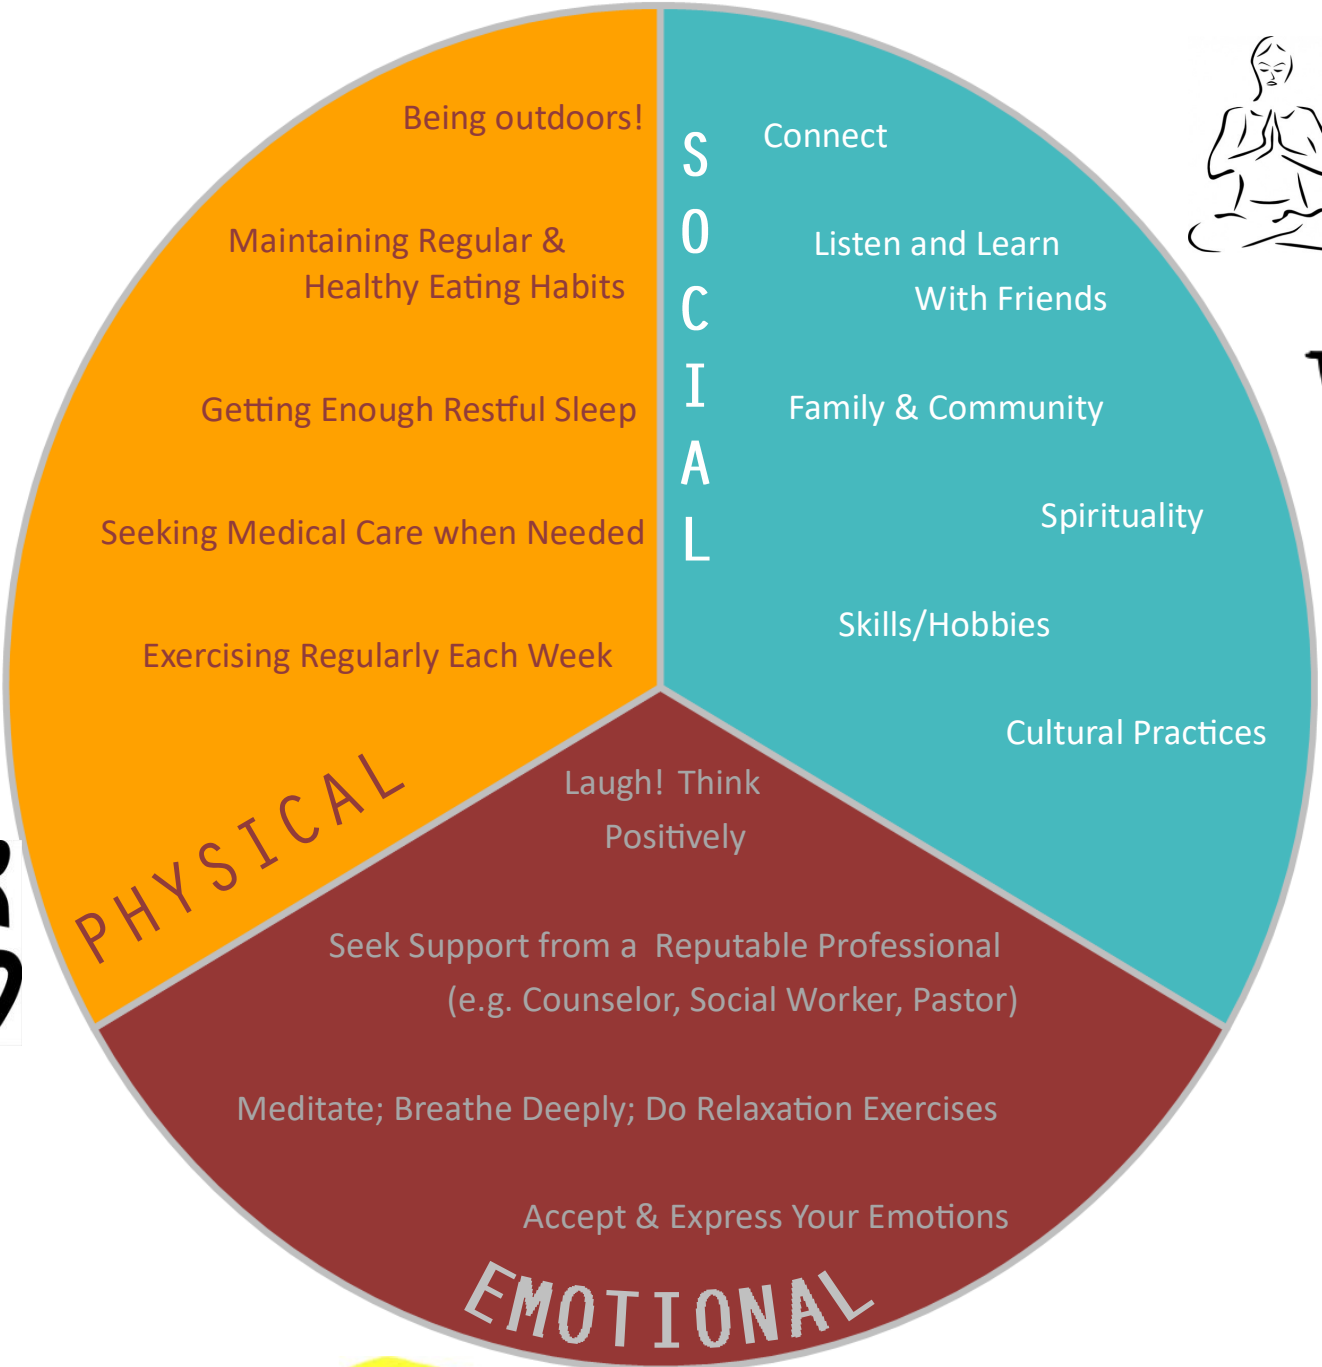 Being outdoors!
Maintaining Regular &
Healthy Eating Habits
Getting Enough Restful Sleep
Seeking Medical Care when Needed
Exercising Regularly Each Week
PHYSICAL
SOCIAL
Connect
Listen and Learn
With Friends
Family & Community
Spirituality
Skills/Hobbies
Cultural Practices
Laugh! Think
Positively
Seek Support from a Reputable Professional
(e.g. Counselor, Social Worker, Pastor)
Meditate; Breathe Deeply; Do Relaxation Exercises
Accept & Express Your Emotions
EMOTIONAL